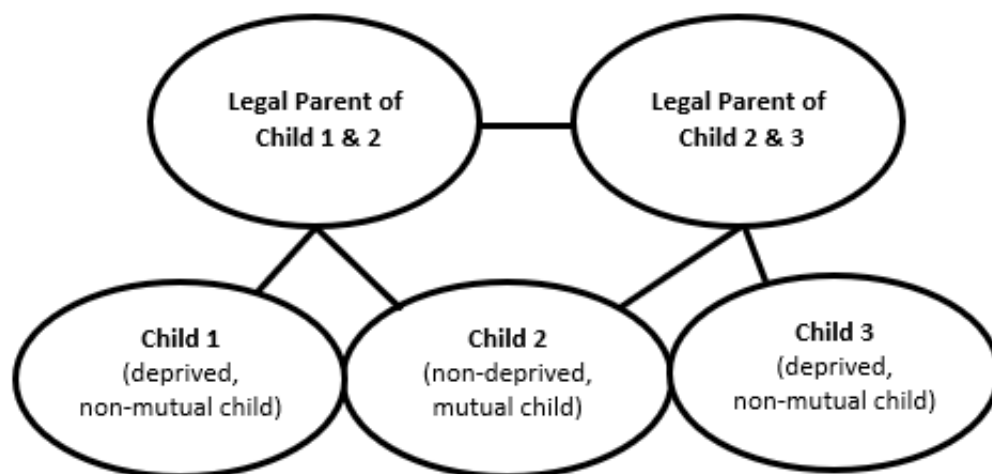 Legal Parent of
Child 1 & 2
Legal Parent of
Child 2 & 3
Child 1
(deprived,
non-mutual child)
Child 2
(non-deprived,
mutual child)
Child 3
(deprived,
non-mutual child)